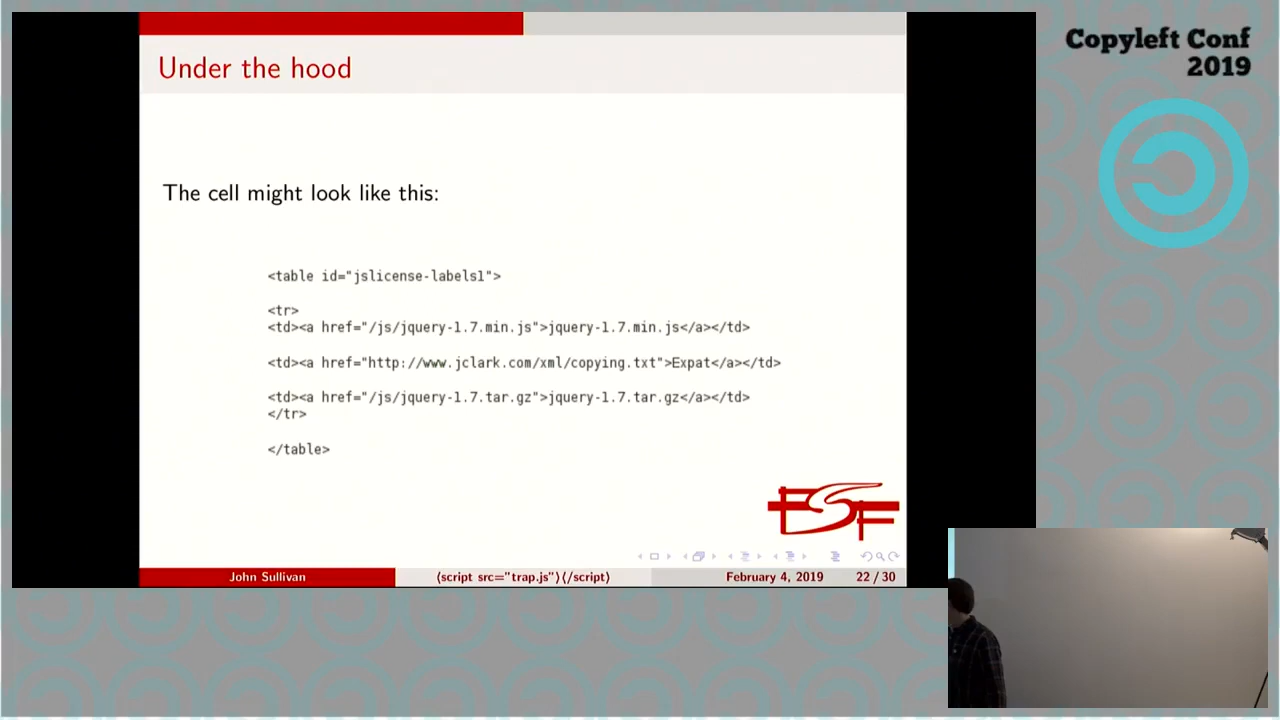 Copyleft Conf
2019
Under the hood
The cell might look like this:
<table id="jslicense-labels1">
<tr>
<td><a href="/js/jquery-1.7.min.js">jquery-1.7.min.js</a></td>
<td><a href="http://www.jclark.com/xml/copying.txt">Expat</a></td>
<td><a href="/js/jquery-1.7.tar.gz">jquery-1.7.tar.gz</a></td>
</tr>
</table>
FSF
John Sullivan
⟨script src="trap.js"⟩⟨/script⟩
February 4, 2019
22 / 30